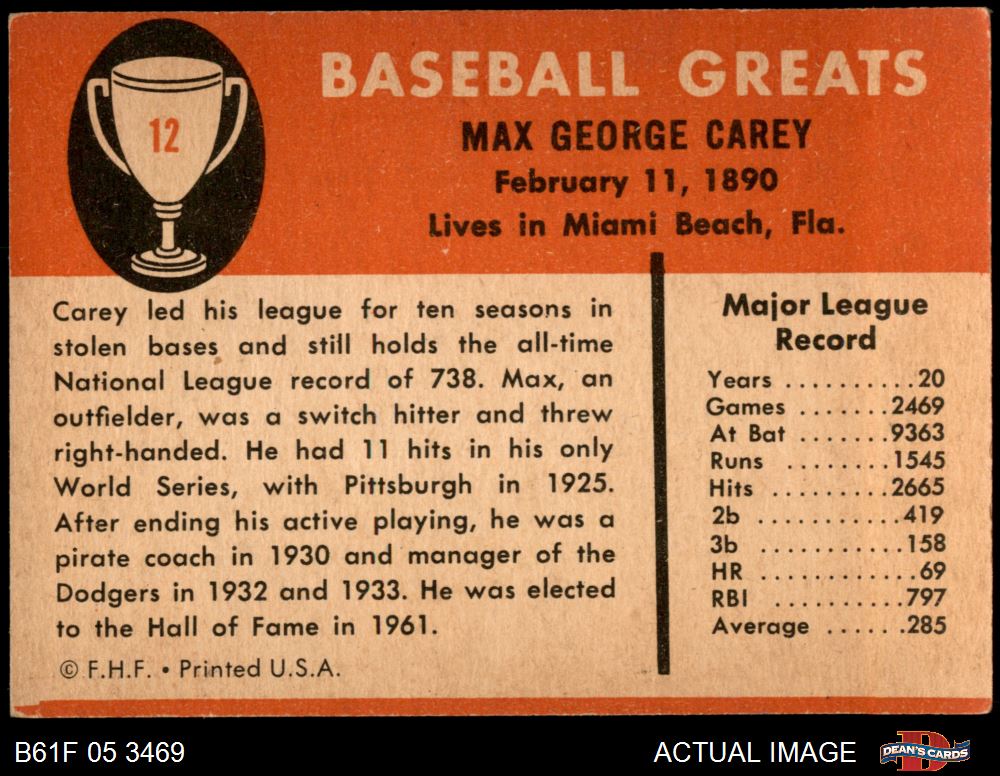 12
BASEBALL GREATS
MAX GEORGE CAREY
February 11, 1890
Lives in Miami Beach, Fla.
Carey led his league for ten seasons in
stolen bases and still holds the all-time
National League record of 738. Max, an
outfielder, was a switch hitter and threw
right-handed. He had 11 hits in his only
World Series, with Pittsburgh in 1925.
After ending his active playing, he was a
pirate coach in 1930 and manager of the
Dodgers in 1932 and 1933. He was elected
to the Hall of Fame in 1961.
© F.H.F. • Printed U.S.A.
Major League
Record
Years ..........20
Games .......2469
At Bat .......9363
Runs ........1545
Hits .........2665
2b ...........419
3b ...........158
HR ............69
RBI ..........797
Average ......285
B61F 05 3469
ACTUAL IMAGE
D
DEAN'S CARDS